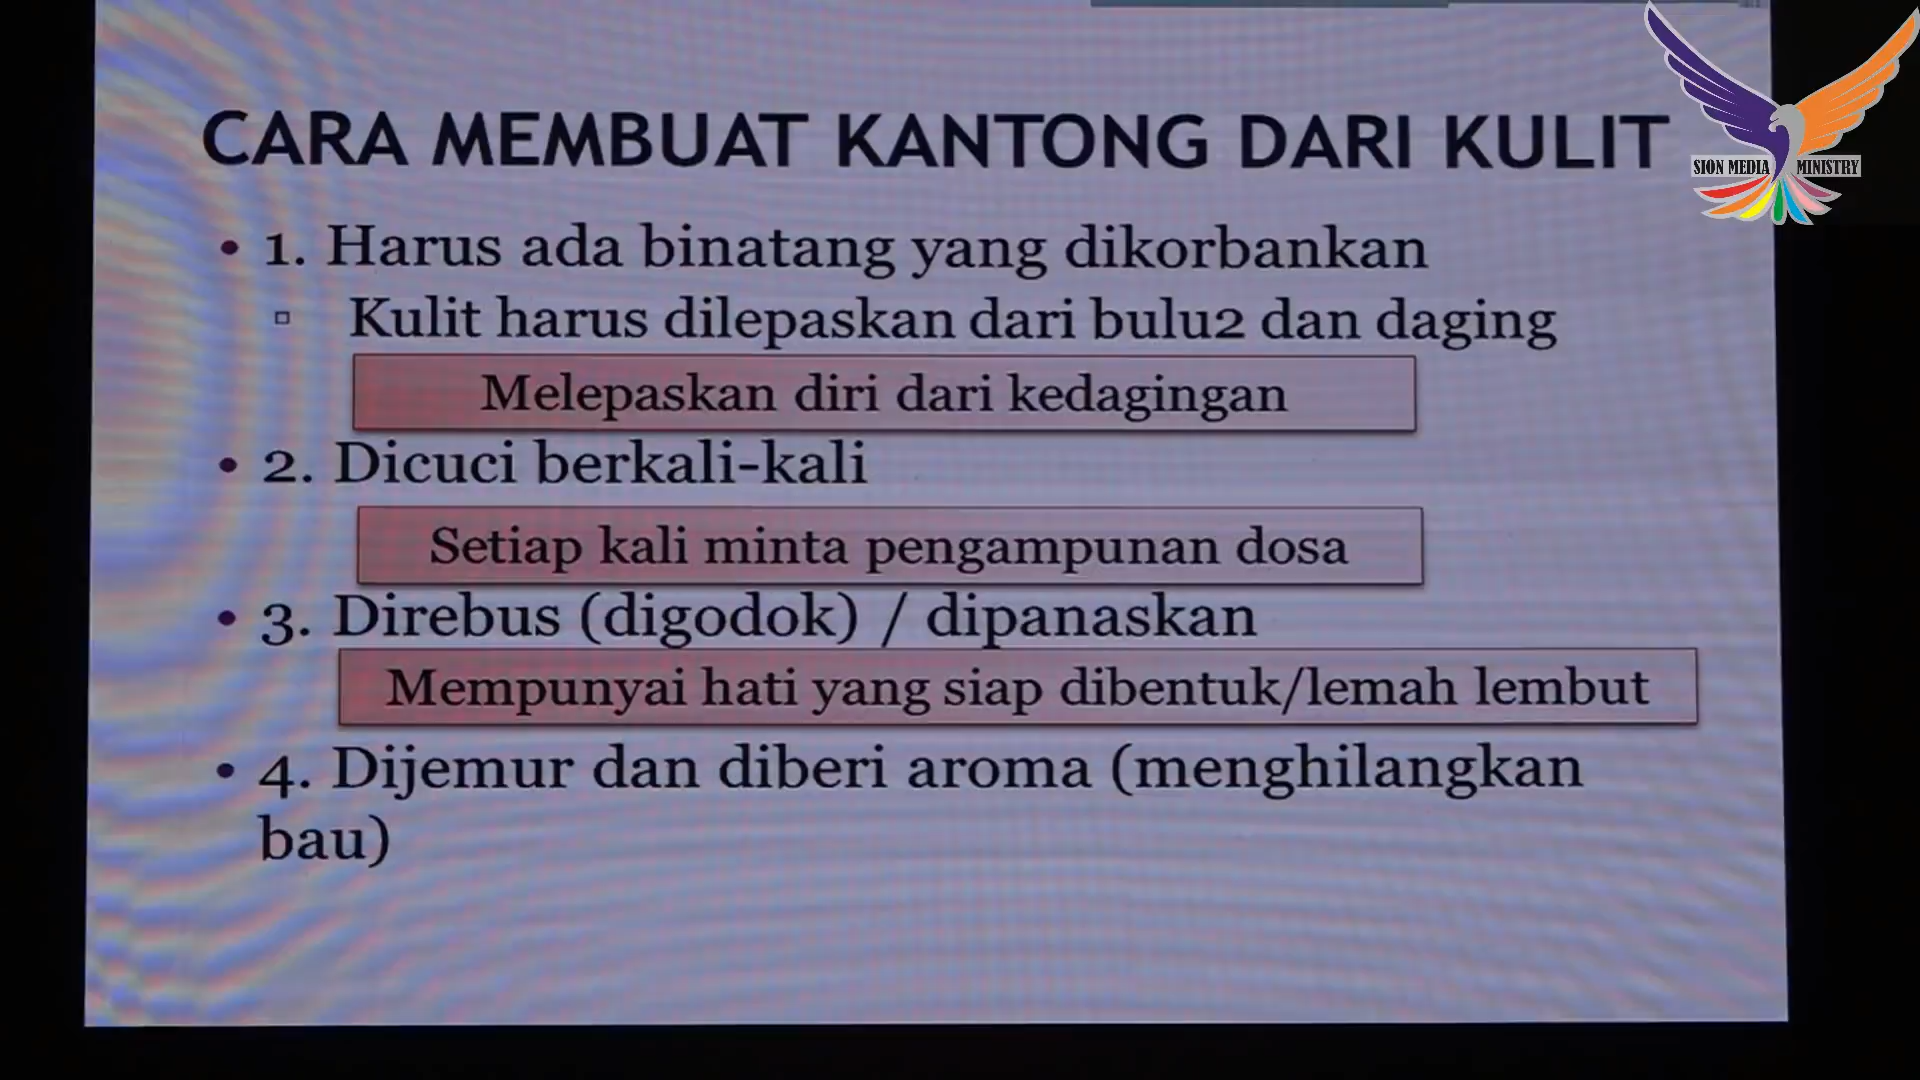 CARA MEMBUAT KANTONG DARI KULIT
SION MEDIA MINISTRY
• 1. Harus ada binatang yang dikorbankan
▫ Kulit harus dilepaskan dari bulu2 dan daging
Melepaskan diri dari kedagingan
• 2. Dicuci berkali-kali
Setiap kali minta pengampunan dosa
• 3. Direbus (digodok) / dipanaskan
Mempunyai hati yang siap dibentuk/lemah lembut
• 4. Dijemur dan diberi aroma (menghilangkan
bau)